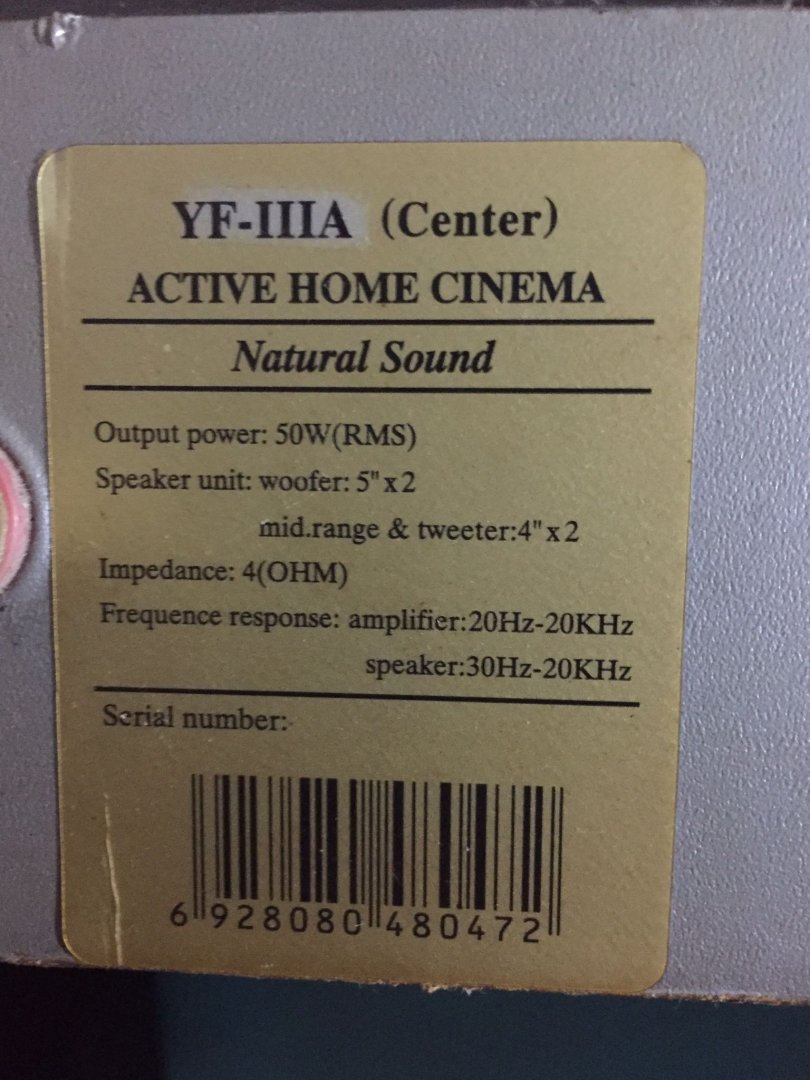 YF-IIIA (Center)
ACTIVE HOME CINEMA
Natural Sound
Output power: 50W(RMS)
Speaker unit: woofer: 5"x2
mid.range & tweeter:4"x2
Impedance: 4(OHM)
Frequence response: amplifier:20Hz-20KHz
speaker:30Hz-20KHz
Serial number:
6 928080 480472